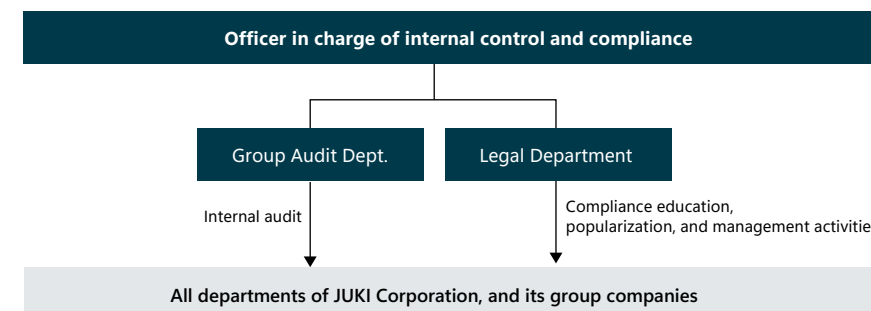 Officer in charge of internal control and compliance
Group Audit Dept.
Legal Department
Internal audit
Compliance education,
popularization, and management activitie
All departments of JUKI Corporation, and its group companies